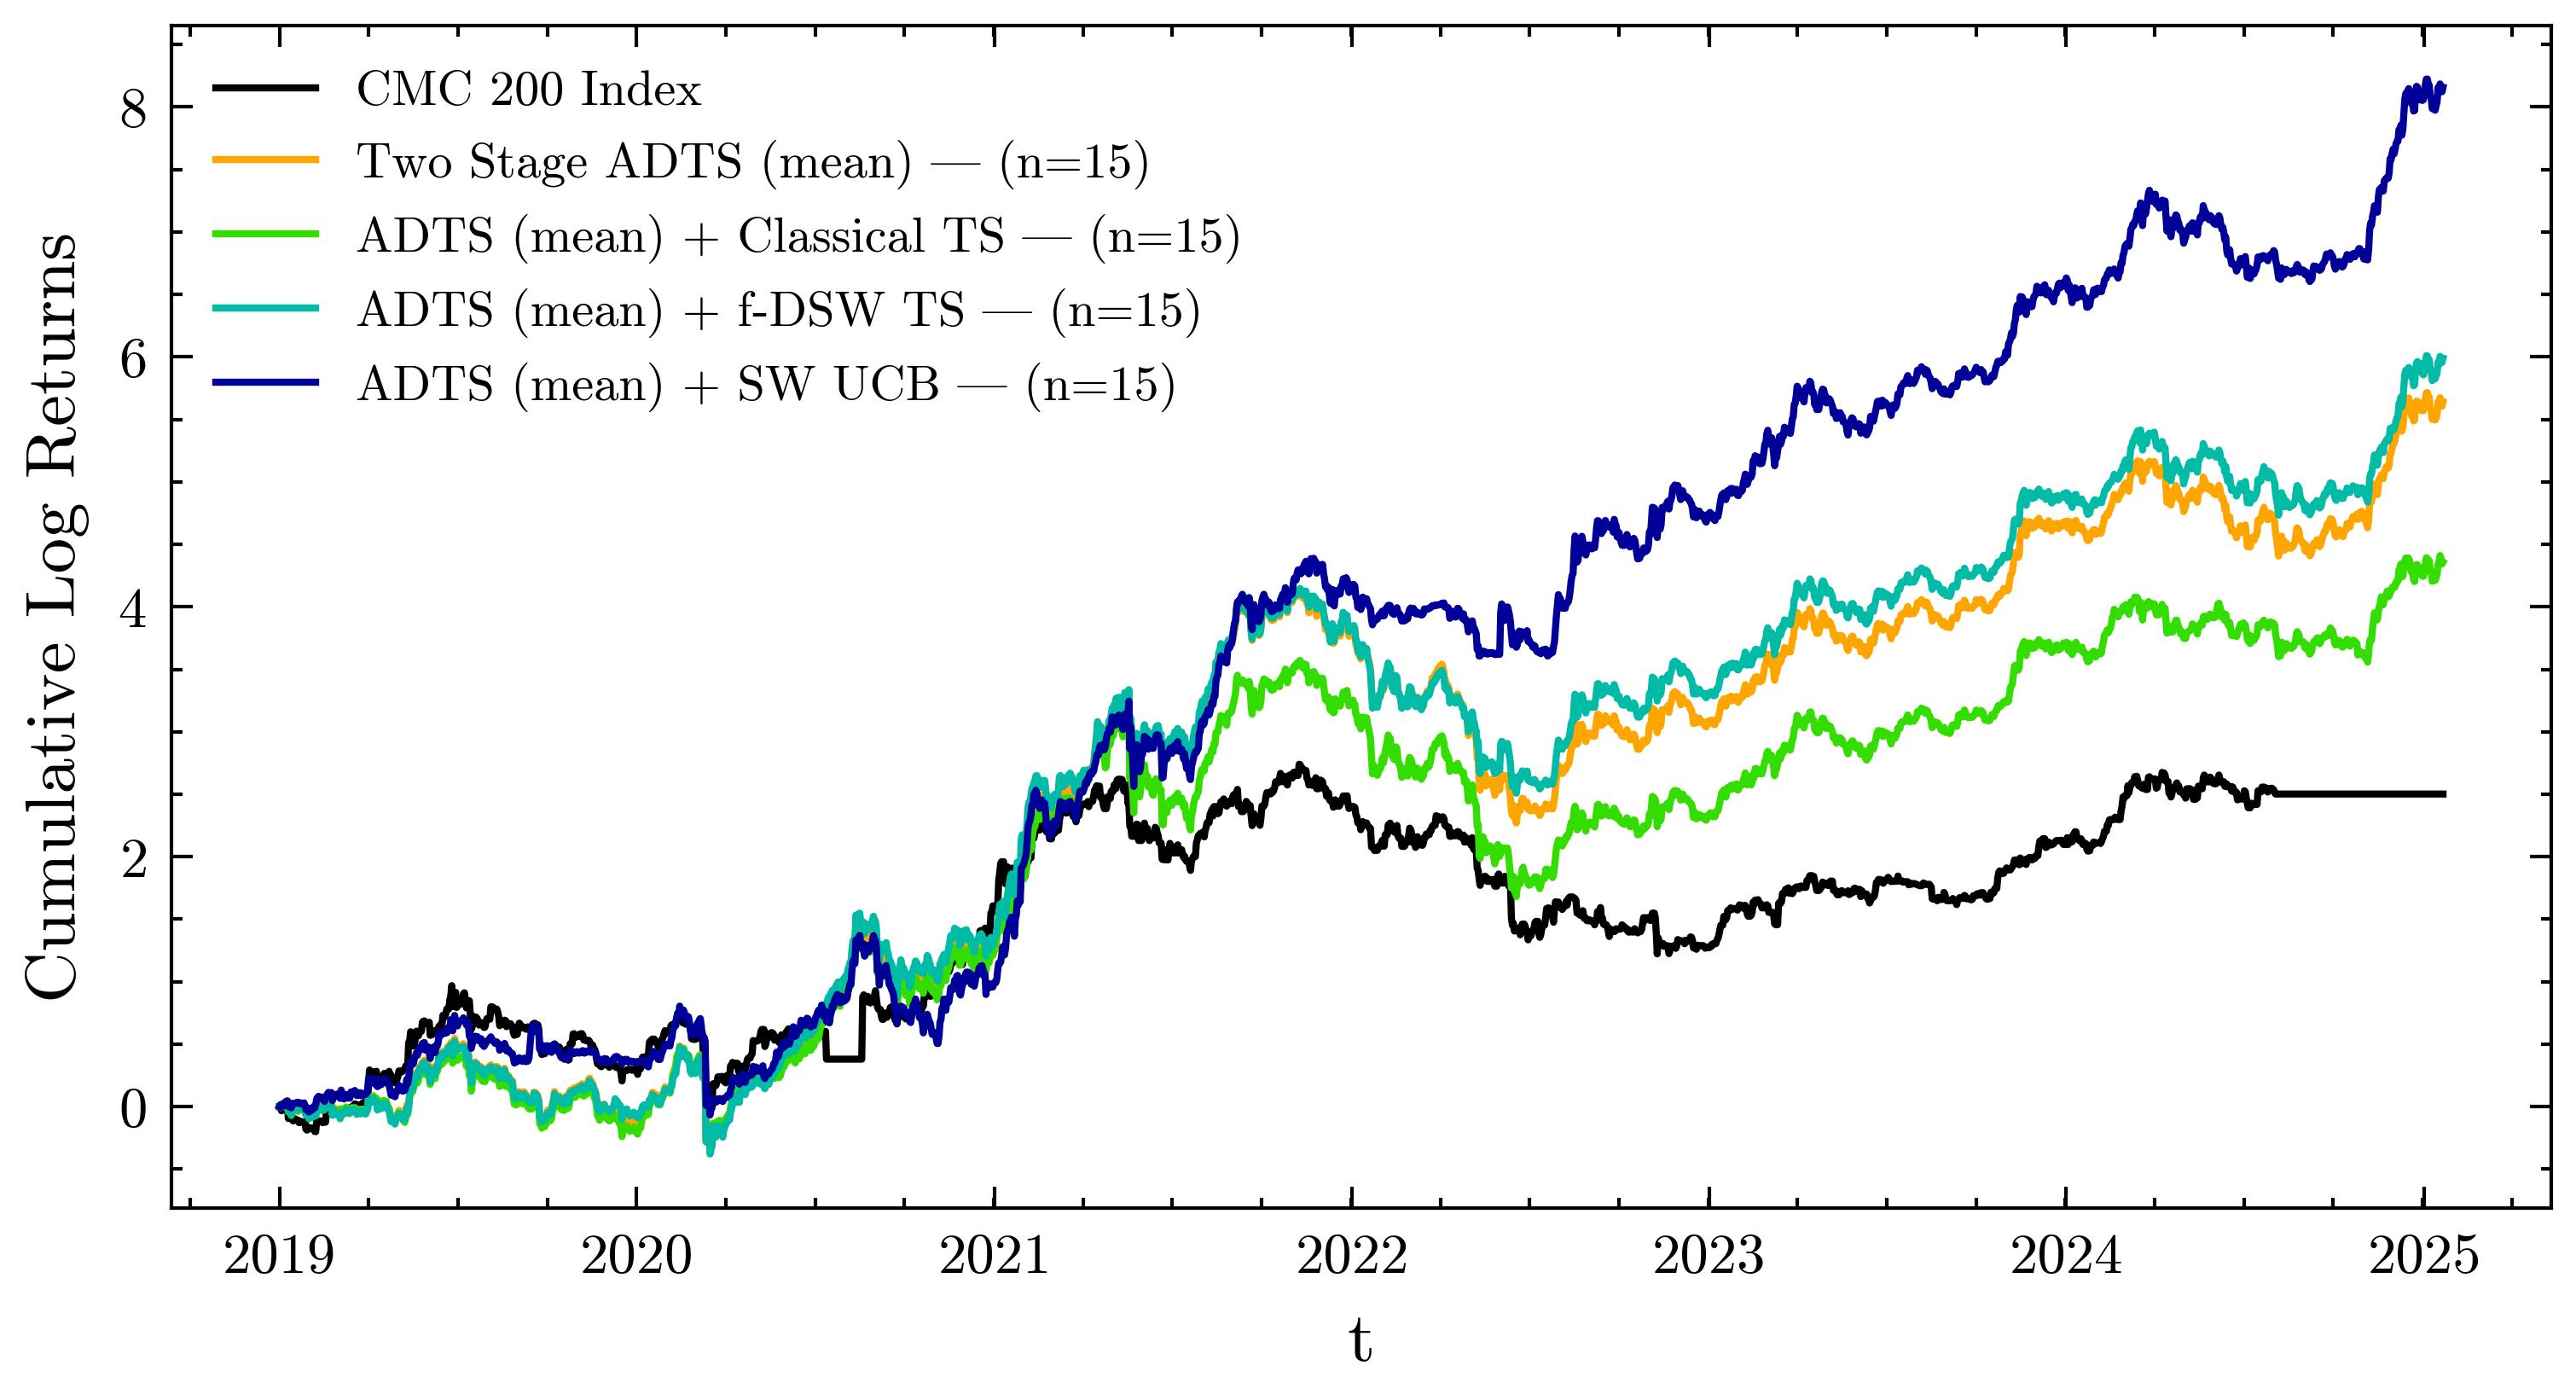 CMC 200 Index
Two Stage ADTS (mean) — (n=15)
ADTS (mean) + Classical TS — (n=15)
ADTS (mean) + f-DSW TS — (n=15)
ADTS (mean) + SW UCB — (n=15)
Cumulative Log Returns
8
6
4
2
0
2019 2020 2021 2022 2023 2024 2025
t